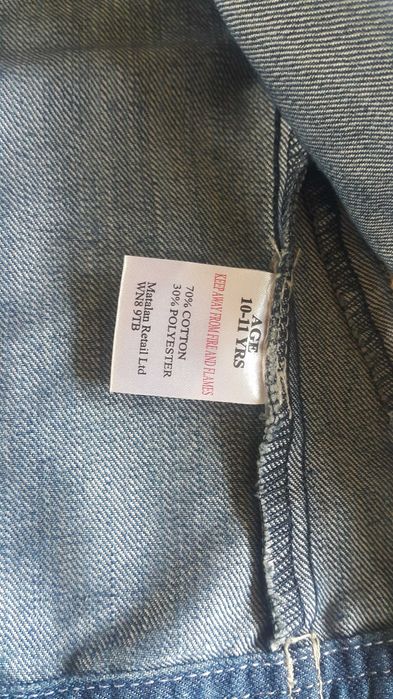 AGE
10-11 YRS
KEEP AWAY FROM FIRE AND FLAMES
70% COTTON
30% POLYESTER
Matalan Retail Ltd
WN8 9TB